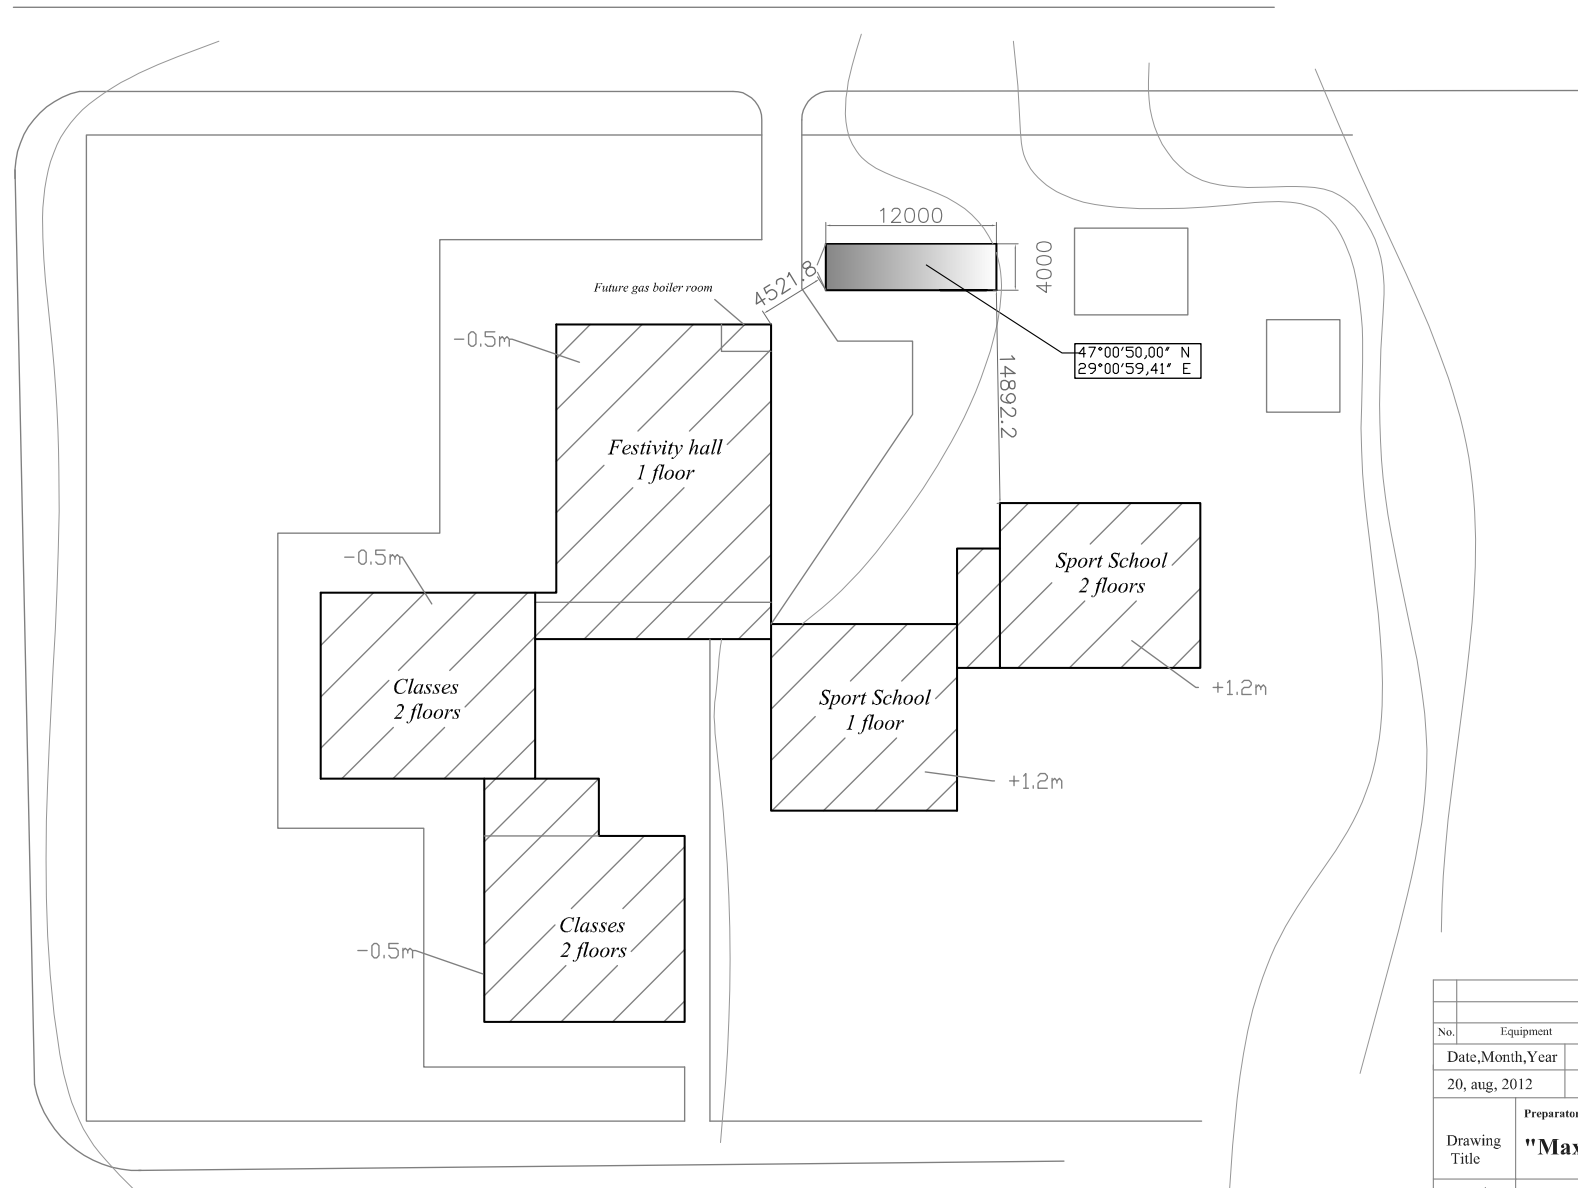 12000
4000
4521.8
Future gas boiler room
-0.5m
47°00'50,00" N
29°00'59,41" E
14892.2
Festivity hall
1 floor
-0.5m
Sport School
2 floors
Classes
2 floors
Sport School
1 floor
+1.2m
+1.2m
Classes
2 floors
-0.5m
No. Equipment
Date,Month,Year
20, aug, 2012
Drawing
Title
"Max